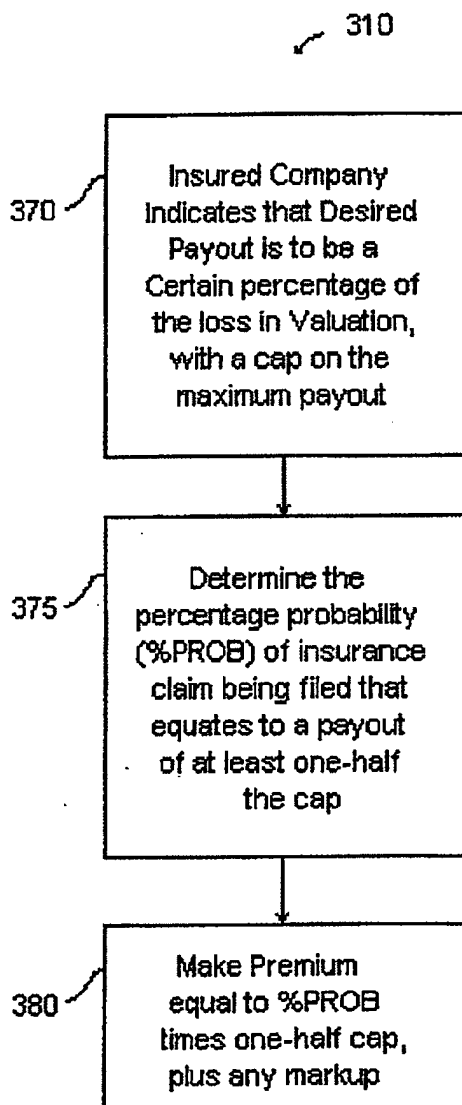 310
370
Insured Company
Indicates that Desired
Payout is to be a
Certain percentage of
the loss in Valuation,
with a cap on the
maximum payout
375
Determine the
percentage probability
(%PROB) of insurance
claim being filed that
equates to a payout
of at least one-half
the cap
380
Make Premium
equal to %PROB
times one-half cap,
plus any markup